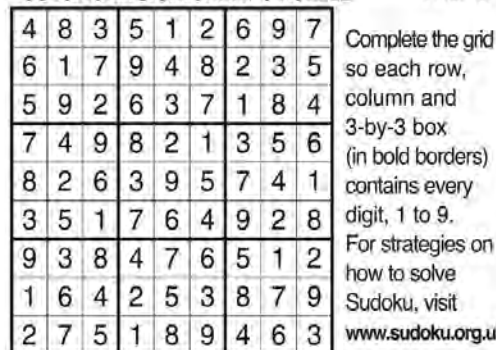 4 8 3 5 1 2 6 9 7
6 1 7 9 4 8 2 3 5
5 9 2 6 3 7 1 8 4
7 4 9 8 2 1 3 5 6
8 2 6 3 9 5 7 4 1
3 5 1 7 6 4 9 2 8
9 3 8 4 7 6 5 1 2
1 6 4 2 5 3 8 7 9
2 7 5 1 8 9 4 6 3
Complete the grid
so each row,
column and
3-by-3 box
(in bold borders)
contains every
digit, 1 to 9.
For strategies on
how to solve
Sudoku, visit
www.sudoku.org.u